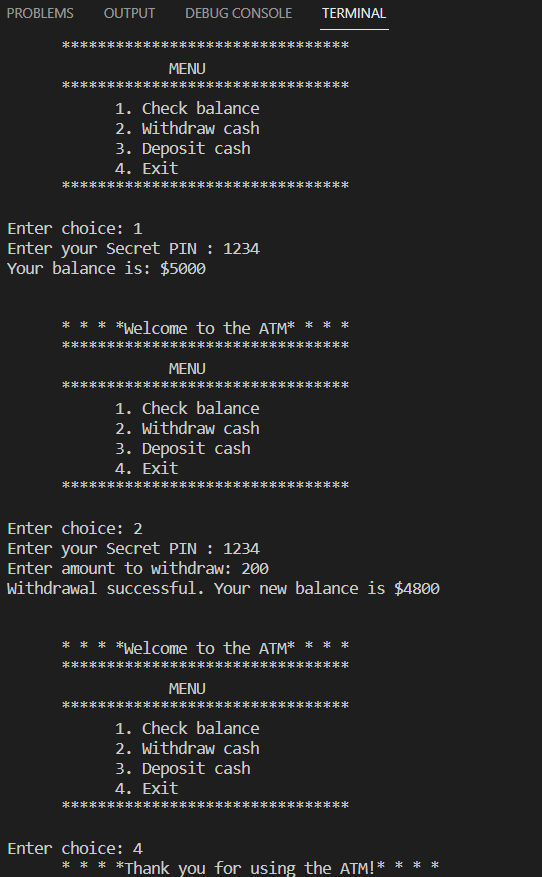 PROBLEMS OUTPUT DEBUG CONSOLE TERMINAL
********************************
MENU
********************************
1. Check balance
2. Withdraw cash
3. Deposit cash
4. Exit
********************************
Enter choice: 1
Enter your Secret PIN : 1234
Your balance is: $5000
* * * *Welcome to the ATM* * * *
********************************
MENU
********************************
1. Check balance
2. Withdraw cash
3. Deposit cash
4. Exit
********************************
Enter choice: 2
Enter your Secret PIN : 1234
Enter amount to withdraw: 200
Withdrawal successful. Your new balance is $4800
* * * *Welcome to the ATM* * * *
********************************
MENU
********************************
1. Check balance
2. Withdraw cash
3. Deposit cash
4. Exit
********************************
Enter choice: 4
* * * *Thank you for using the ATM!* * * *